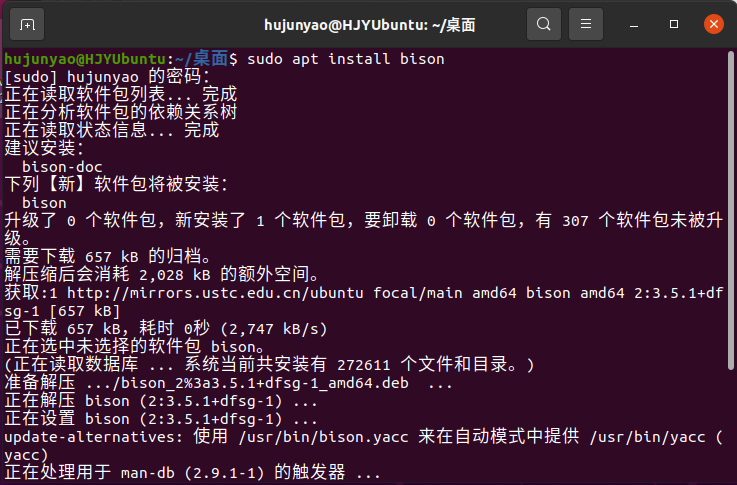 hujunyao@HJYUbuntu: ~/桌面
hujunyao@HJYUbuntu:~/桌面$ sudo apt install bison
[sudo] hujunyao 的密码：
正在读取软件包列表... 完成
正在分析软件包的依赖关系树
正在读取状态信息... 完成
建议安装：
  bison-doc
下列【新】软件包将被安装：
  bison
升级了 0 个软件包，新安装了 1 个软件包，要卸载 0 个软件包，有 307 个软件包未被升
级。
需要下载 657 kB 的归档。
解压缩后会消耗 2,028 kB 的额外空间。
获取:1 http://mirrors.ustc.edu.cn/ubuntu focal/main amd64 bison amd64 2:3.5.1+df
sg-1 [657 kB]
已下载 657 kB，耗时 0秒 (2,747 kB/s)
正在选中未选择的软件包 bison。
(正在读取数据库 ... 系统当前共安装有 272611 个文件和目录。)
准备解压 .../bison_2%3a3.5.1+dfsg-1_amd64.deb  ...
正在解压 bison (2:3.5.1+dfsg-1) ...
正在设置 bison (2:3.5.1+dfsg-1) ...
update-alternatives: 使用 /usr/bin/bison.yacc 来在自动模式中提供 /usr/bin/yacc (
yacc)
正在处理用于 man-db (2.9.1-1) 的触发器 ...